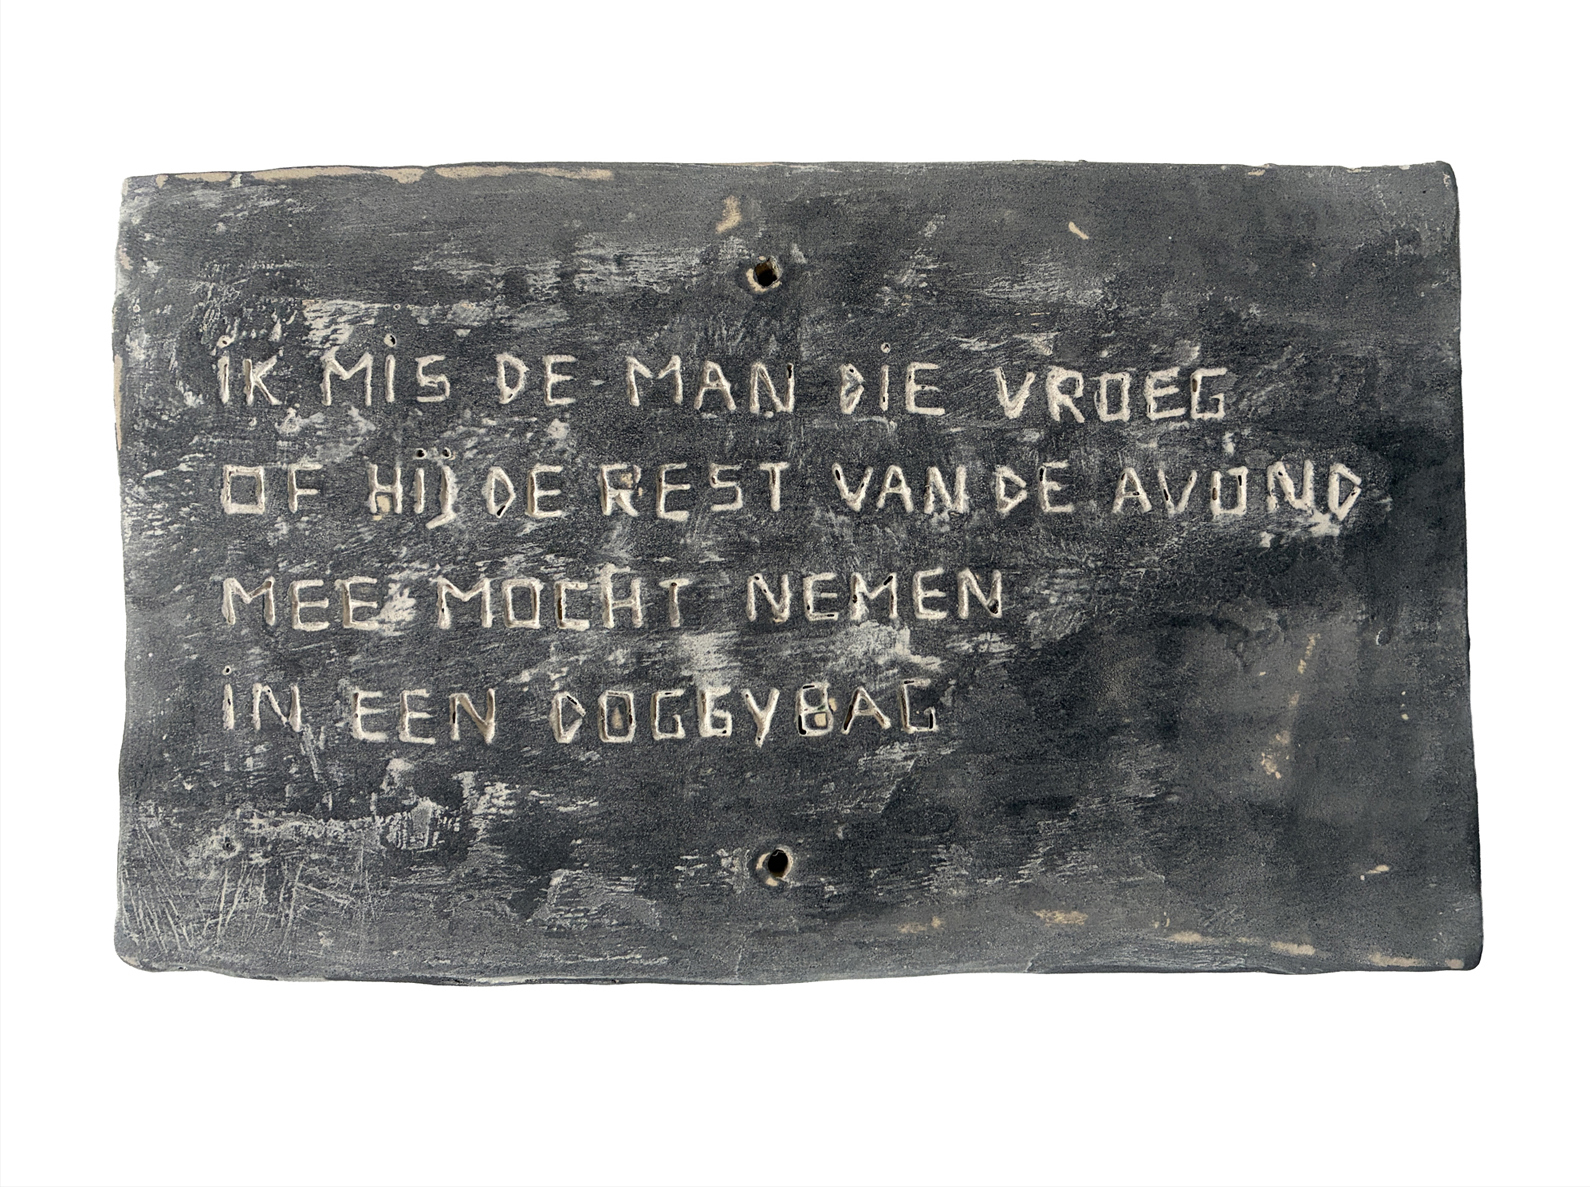 iK MiS DE MAN DiE VROEG
OF HIJ DE REST VAN DE AVOND
MEE MOCHT NEMEN
iN EEN DOGGYBAG